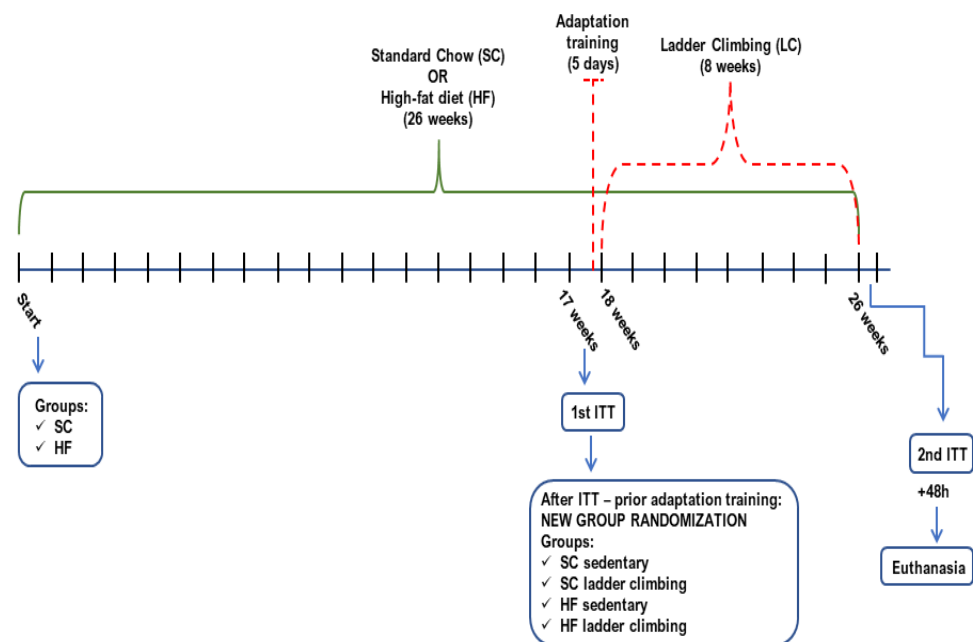 Standard Chow (SC)
OR
High-fat diet (HF)
(26 weeks)
Adaptation
training
(5 days)
Ladder Climbing (LC)
(8 weeks)
Start
17 weeks
18 weeks
26 weeks
Groups:
✓ SC
✓ HF
1st ITT
After ITT – prior adaptation training:
NEW GROUP RANDOMIZATION
Groups:
✓ SC sedentary
✓ SC ladder climbing
✓ HF sedentary
✓ HF ladder climbing
2nd ITT
+48h
Euthanasia